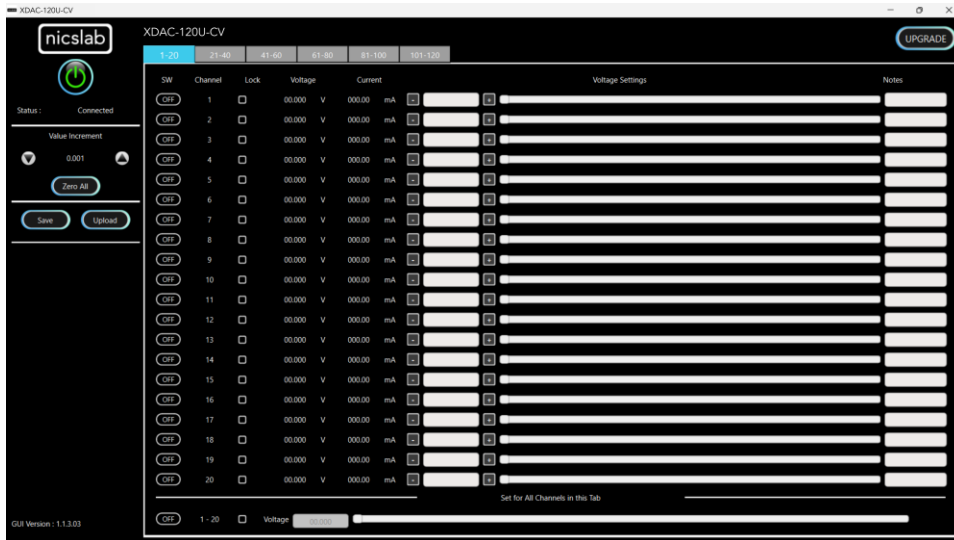 XDAC-120U-CV
nicslab
XDAC-120U-CV
UPGRADE
1-20 21-40 41-60 61-80 81-100 101-120
SW Channel Lock Voltage Current Voltage Settings Notes
Status : Connected
Value Increment
0.001
Zero All
Save Upload
OFF 1 00.000 V 000.00 mA - +
OFF 2 00.000 V 000.00 mA - +
OFF 3 00.000 V 000.00 mA - +
OFF 4 00.000 V 000.00 mA - +
OFF 5 00.000 V 000.00 mA - +
OFF 6 00.000 V 000.00 mA - +
OFF 7 00.000 V 000.00 mA - +
OFF 8 00.000 V 000.00 mA - +
OFF 9 00.000 V 000.00 mA - +
OFF 10 00.000 V 000.00 mA - +
OFF 11 00.000 V 000.00 mA - +
OFF 12 00.000 V 000.00 mA - +
OFF 13 00.000 V 000.00 mA - +
OFF 14 00.000 V 000.00 mA - +
OFF 15 00.000 V 000.00 mA - +
OFF 16 00.000 V 000.00 mA - +
OFF 17 00.000 V 000.00 mA - +
OFF 18 00.000 V 000.00 mA - +
OFF 19 00.000 V 000.00 mA - +
OFF 20 00.000 V 000.00 mA - +
Set for All Channels in this Tab
OFF 1 - 20 Voltage 00.000
GUI Version : 1.1.3.03